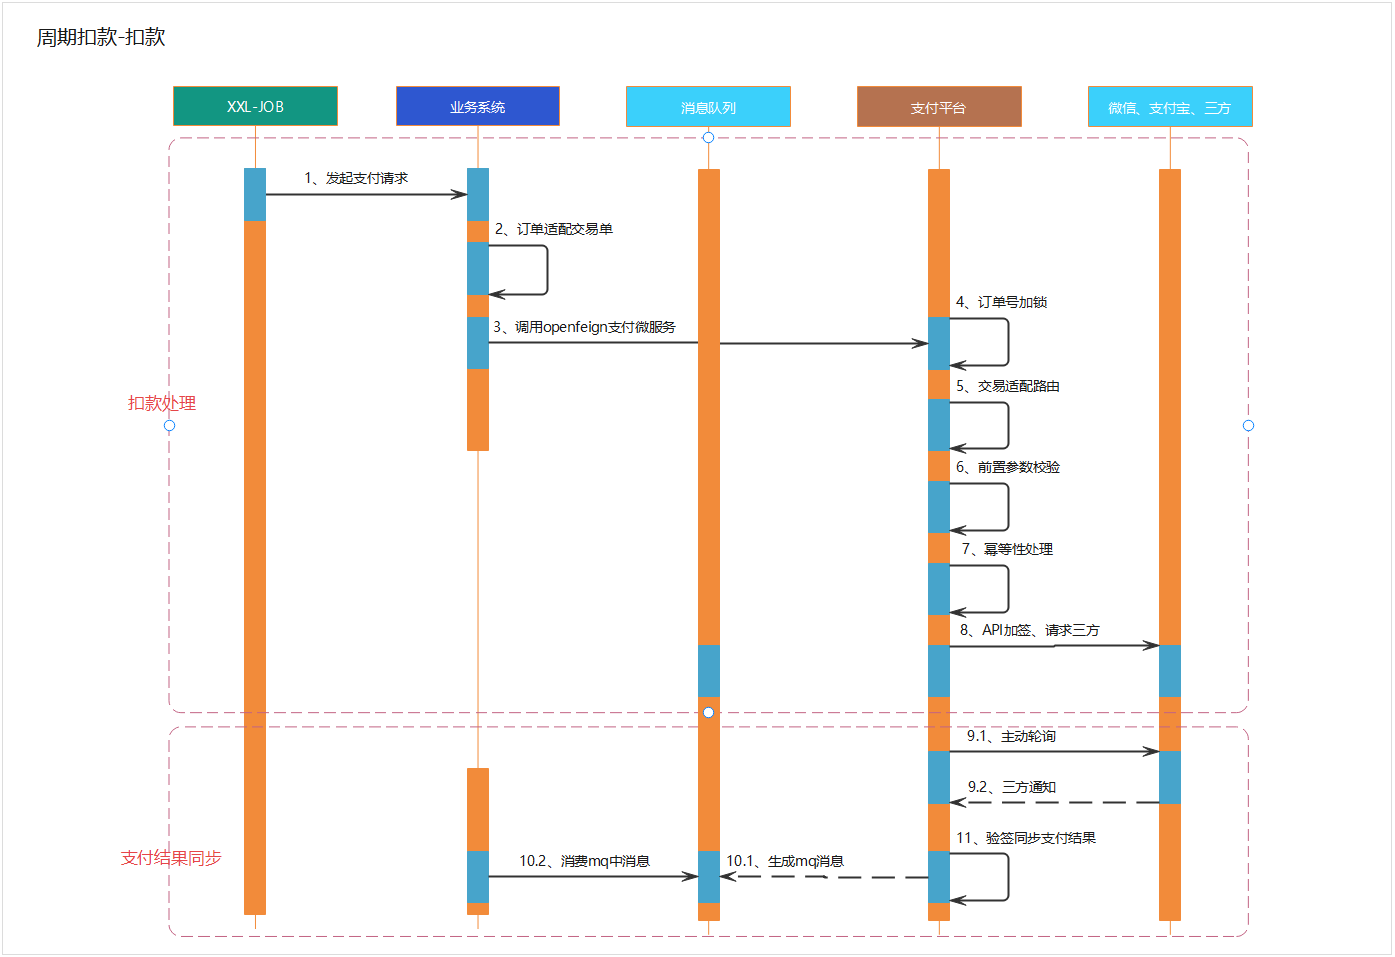 周期扣款-扣款
XXL-JOB
业务系统
消息队列
支付平台
微信、支付宝、三方
1、发起支付请求
2、订单适配交易单
4、订单号加锁
3、调用openfeign支付微服务
5、交易适配路由
扣款处理
6、前置参数校验
7、幂等性处理
8、API加签、请求三方
9.1、主动轮询
9.2、三方通知
11、验签同步支付结果
支付结果同步
10.2、消费mq中消息
10.1、生成mq消息